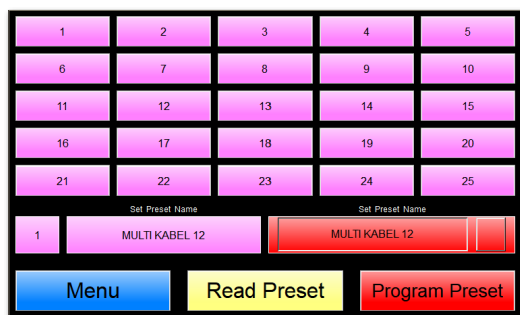 1 2 3 4 5
6 7 8 9 10
11 12 13 14 15
16 17 18 19 20
21 22 23 24 25
Set Preset Name Set Preset Name
1 MULTI KABEL 12 MULTI KABEL 12
Menu Read Preset Program Preset